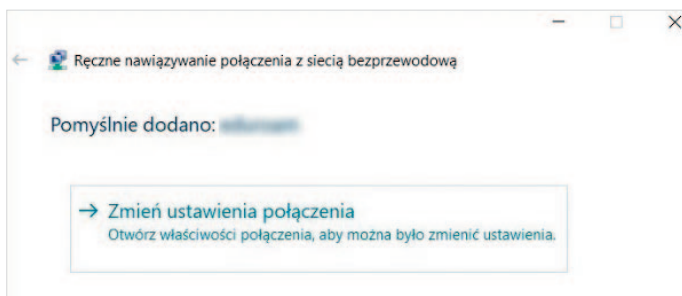 Ręczne nawiązywanie połączenia z siecią bezprzewodową
Pomyślnie dodano:
Zmień ustawienia połączenia
Otwórz właściwości połączenia, aby można było zmienić ustawienia.